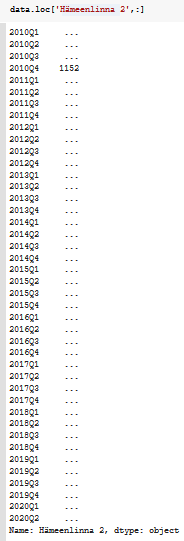 data.loc['Hämeenlinna 2',:]
2010Q1 ...
2010Q2 ...
2010Q3 ...
2010Q4 1152
2011Q1 ...
2011Q2 ...
2011Q3 ...
2011Q4 ...
2012Q1 ...
2012Q2 ...
2012Q3 ...
2012Q4 ...
2013Q1 ...
2013Q2 ...
2013Q3 ...
2013Q4 ...
2014Q1 ...
2014Q2 ...
2014Q3 ...
2014Q4 ...
2015Q1 ...
2015Q2 ...
2015Q3 ...
2015Q4 ...
2016Q1 ...
2016Q2 ...
2016Q3 ...
2016Q4 ...
2017Q1 ...
2017Q2 ...
2017Q3 ...
2017Q4 ...
2018Q1 ...
2018Q2 ...
2018Q3 ...
2018Q4 ...
2019Q1 ...
2019Q2 ...
2019Q3 ...
2019Q4 ...
2020Q1 ...
2020Q2 ...
Name: Hämeenlinna 2, dtype: object